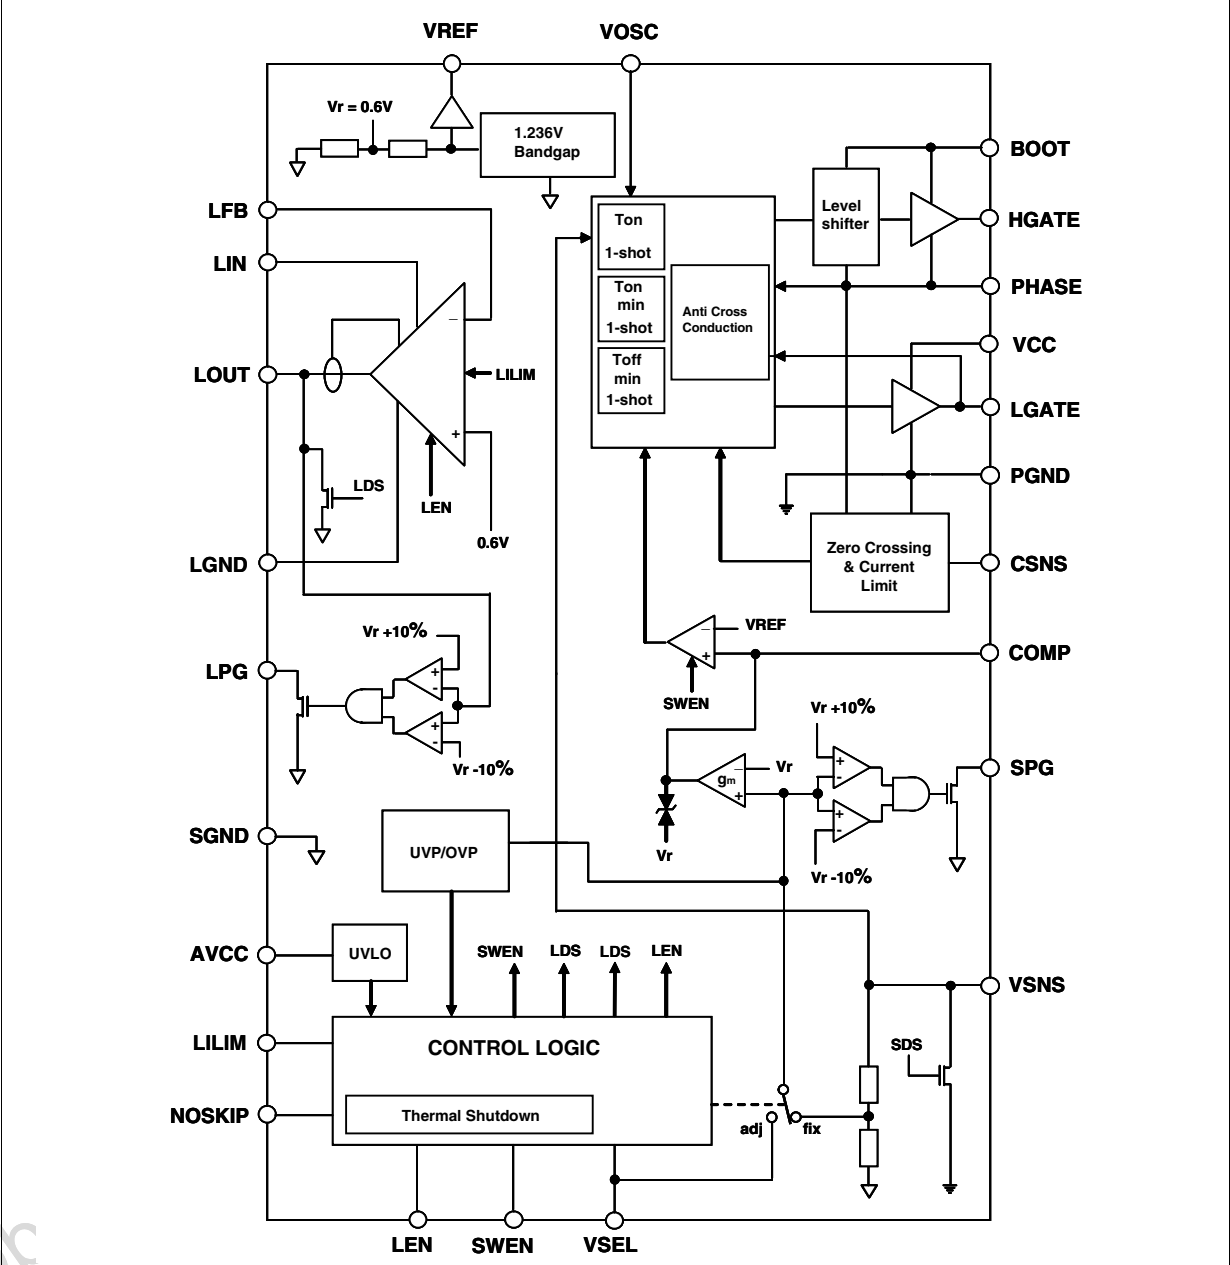 VREF
VOSC
Vr = 0.6V
1.236V
Bandgap
BOOT
LFB
Ton
1-shot
Level
shifter
HGATE
LIN
PHASE
Ton
min
1-shot
Anti Cross
Conduction
VCC
Toff
min
1-shot
−
LOUT
LILIM
LGATE
+
LDS
LEN
PGND
0.6V
LGND
Zero Crossing
& Current
Limit
CSNS
Vr +10%
− VREF
+
COMP
LPG
+
-
SWEN
+
-
Vr -10%
Vr +10%
gm
− Vr
+
+
-
SPG
+
-
Vr
Vr -10%
SGND
UVP/OVP
AVCC
UVLO
SWEN
LDS
LDS
LEN
VSNS
LILIM
CONTROL LOGIC
SDS
NOSKIP
Thermal Shutdown
adj
fix
LEN
SWEN
VSEL